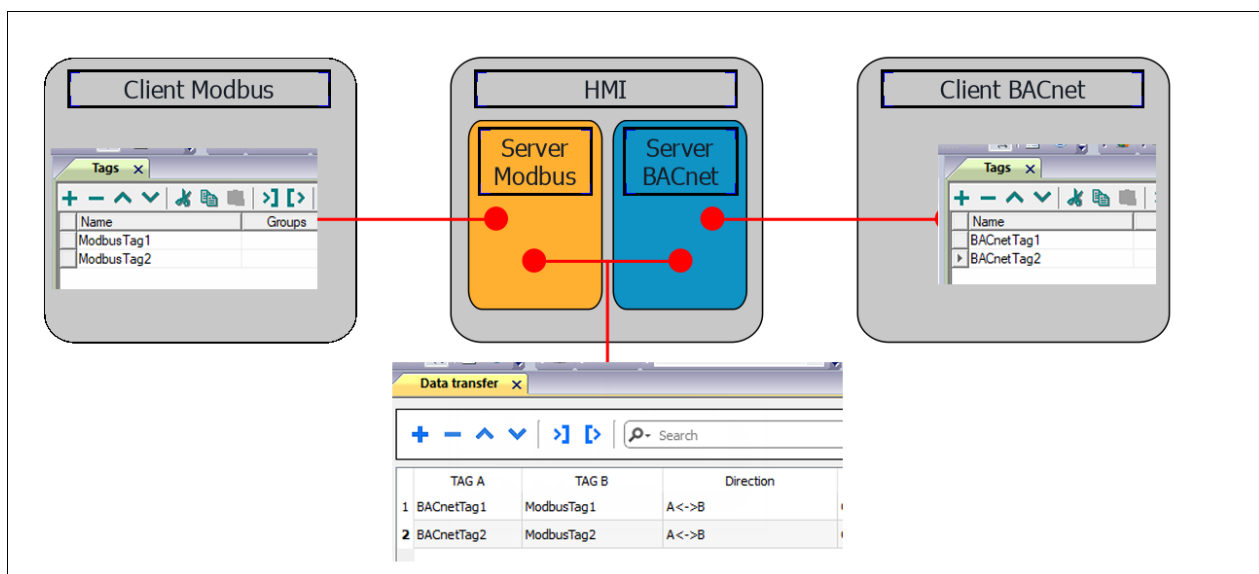 Client Modbus
HMI
Client BACnet
Server
Modbus
Server
BACnet
Tags
Name Groups
ModbusTag1
ModbusTag2
Tags
Name
BACnetTag1
BACnetTag2
Data transfer
Search
TAG A TAG B Direction
1 BACnetTag1 ModbusTag1 A<->B
2 BACnetTag2 ModbusTag2 A<->B